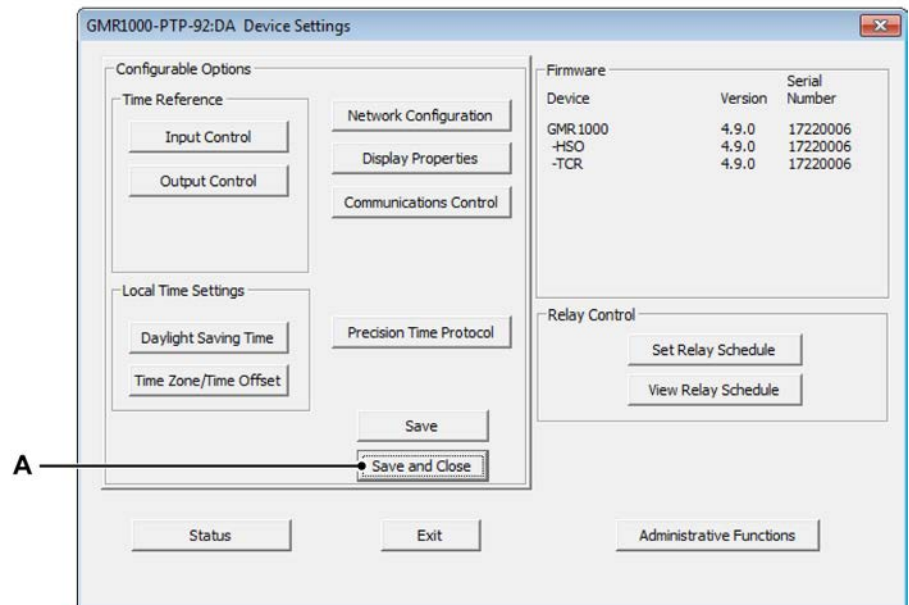 GMR1000-PTP-92:DA Device Settings
Configurable Options
Time Reference
Input Control
Output Control
Network Configuration
Display Properties
Communications Control
Local Time Settings
Daylight Saving Time
Time Zone/Time Offset
Precision Time Protocol
Save
A
Save and Close
Firmware
Device Version Serial Number
GMR1000 4.9.0 17220006
-HSO 4.9.0 17220006
-TCR 4.9.0 17220006
Relay Control
Set Relay Schedule
View Relay Schedule
Status
Exit
Administrative Functions